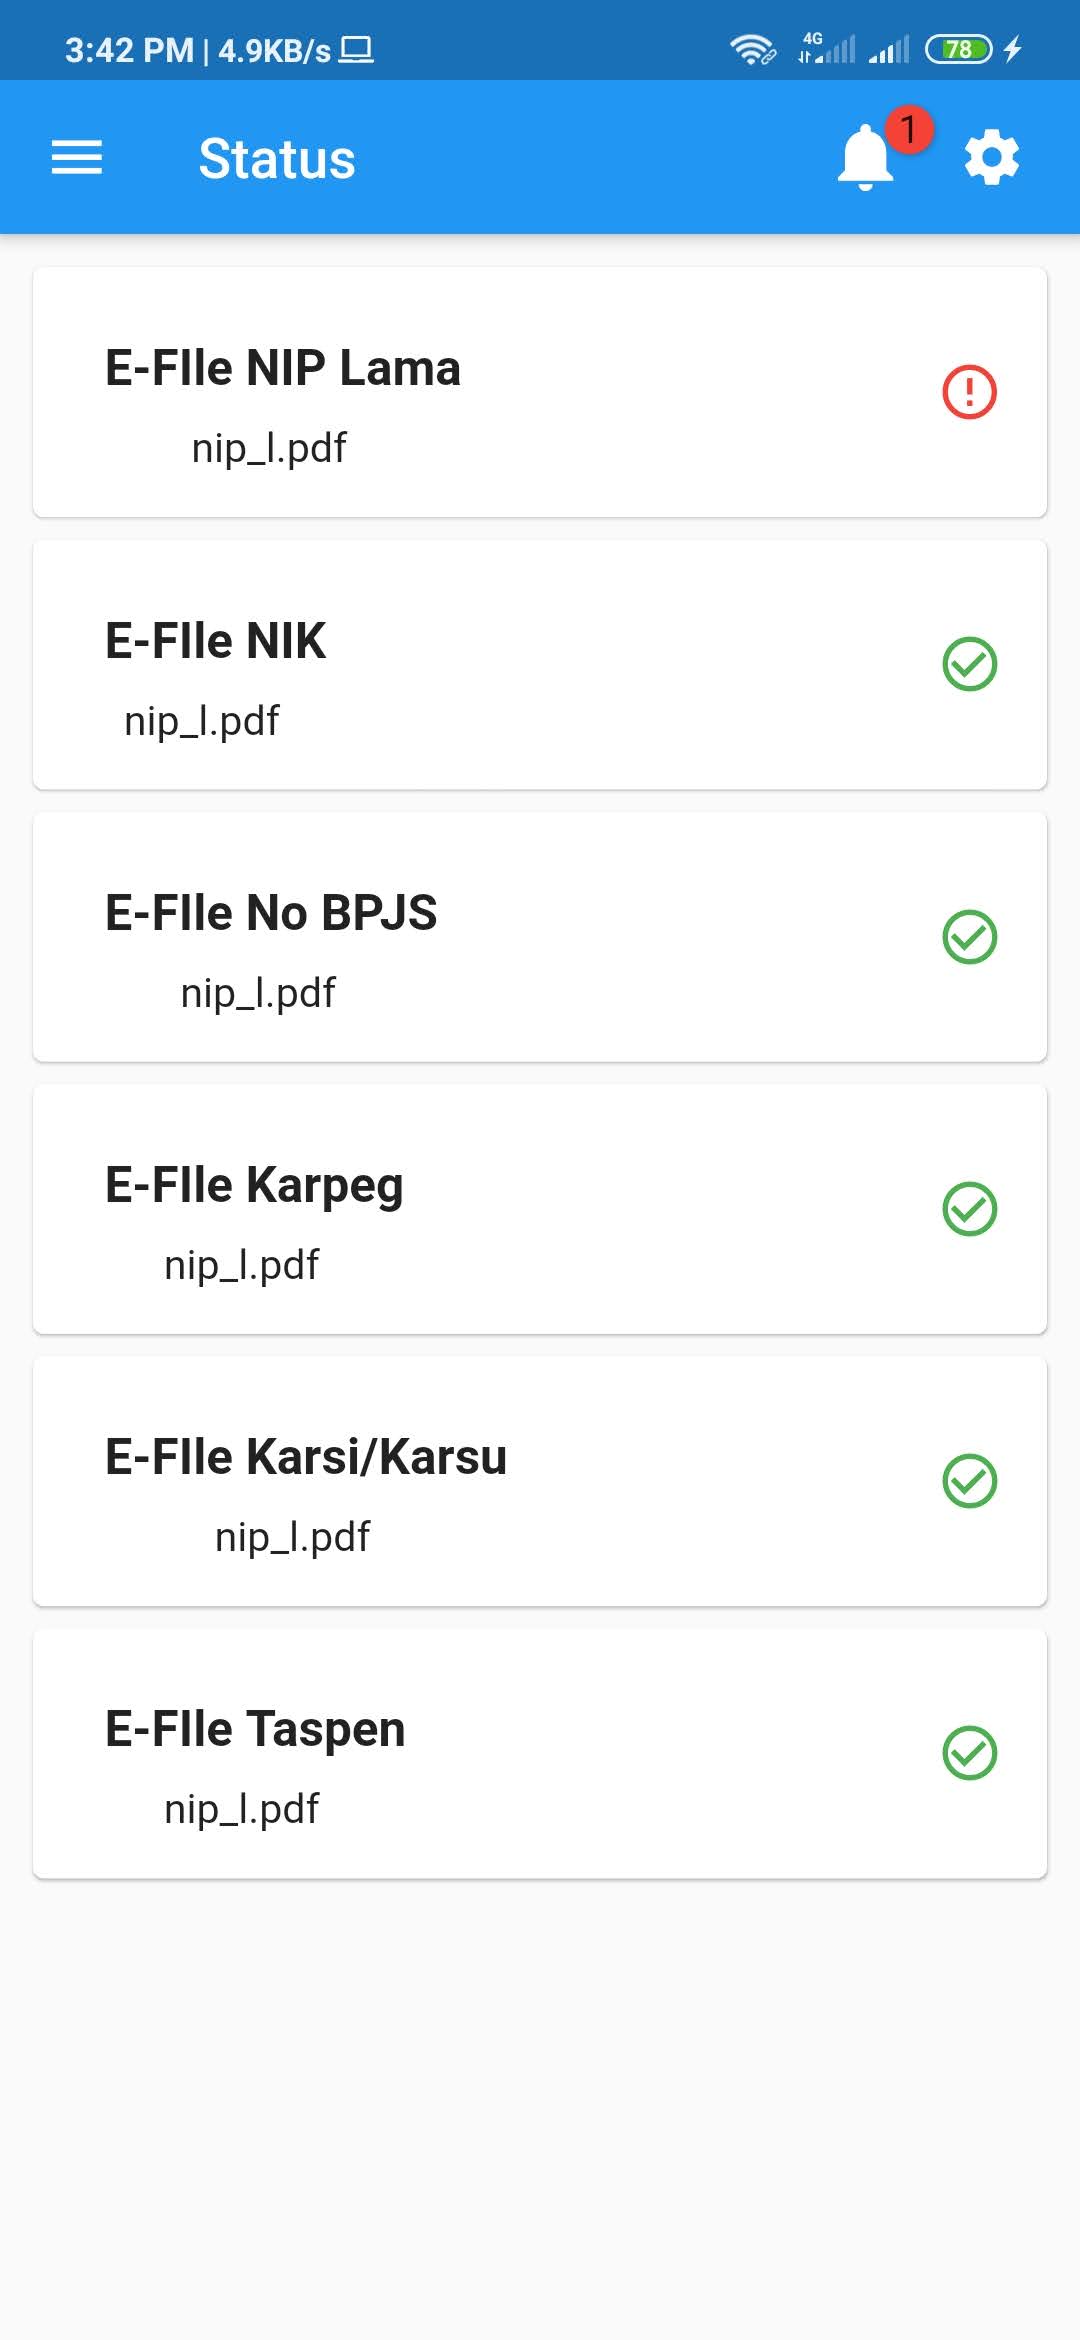 3:42 PM | 4.9KB/s 4G 78
Status 1
E-FIle NIP Lama
nip_l.pdf
E-FIle NIK
nip_l.pdf
E-FIle No BPJS
nip_l.pdf
E-FIle Karpeg
nip_l.pdf
E-FIle Karsi/Karsu
nip_l.pdf
E-FIle Taspen
nip_l.pdf